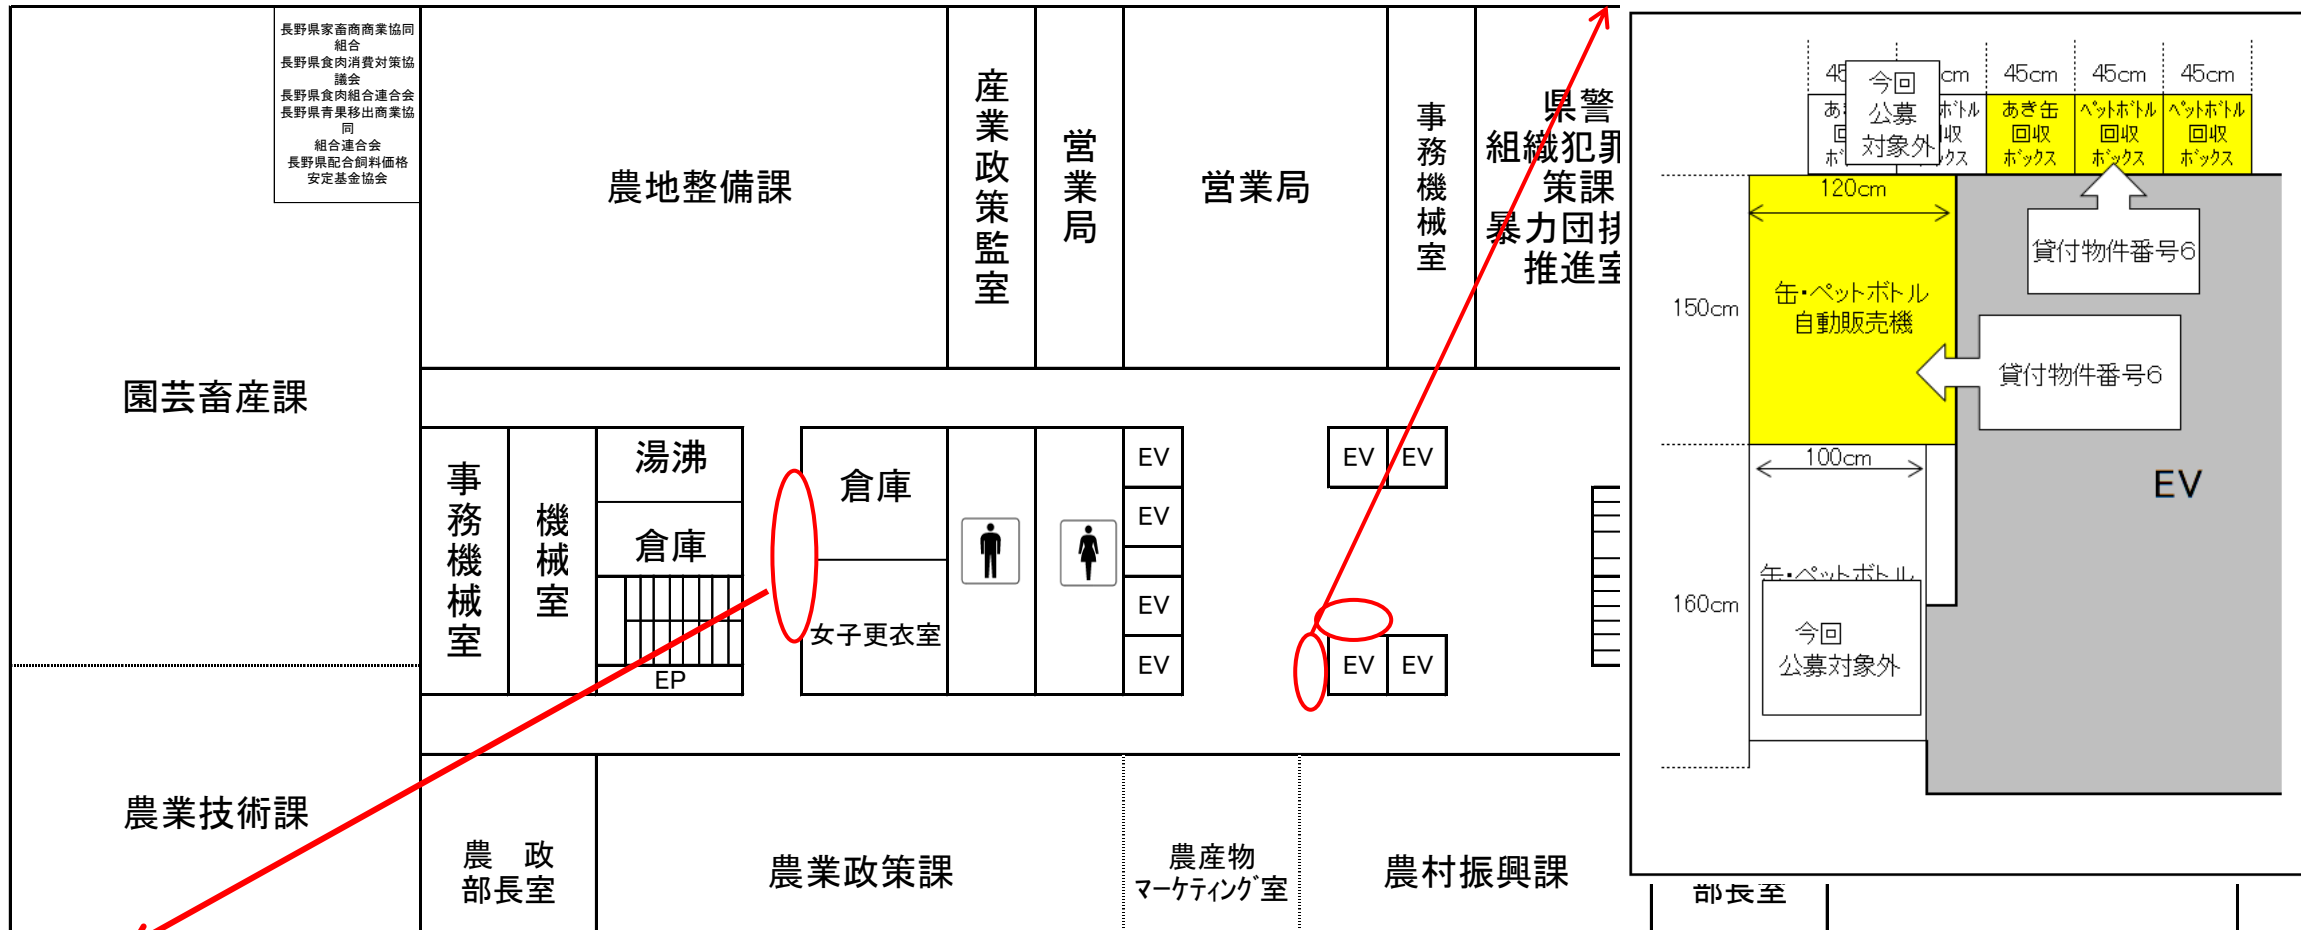 長野県家畜商商業協同
組合
長野県食肉消費対策協
議会
長野県食肉組合連合会
長野県青果移出商業協
同
組合連合会
長野県配合飼料価格
安定基金協会
農地整備課
産業政策監室
営業局
営業局
事務機械室
県警
組織犯罪
策課
暴力団排
推進室
園芸畜産課
事務機械室
機械室
湯沸
倉庫
EP
倉庫
女子更衣室
EV
EV
EV
EV
EV
EV
EV
EV
農業技術課
農 政
部長室
農業政策課
農産物
マーケティング室
農村振興課
部長室
45
cm
45cm
45cm
45cm
今回
公募
対象外
あき缶
回収
ボックス
ペットボトル
回収
ボックス
ペットボトル
回収
ボックス
120cm
貸付物件番号6
150cm
缶・ペットボトル
自動販売機
貸付物件番号6
100cm
EV
缶・ペットボトル
160cm
今回
公募対象外